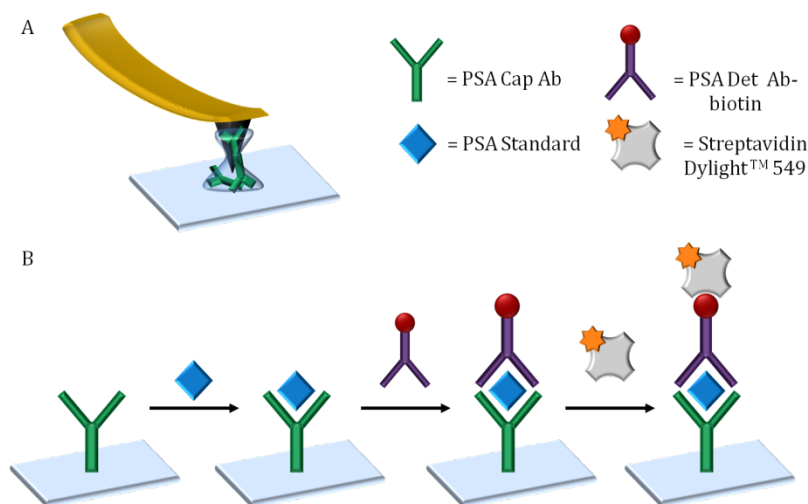 A
= PSA Cap Ab
= PSA Det Ab-
biotin
= PSA Standard
= Streptavidin
Dylight™ 549
B